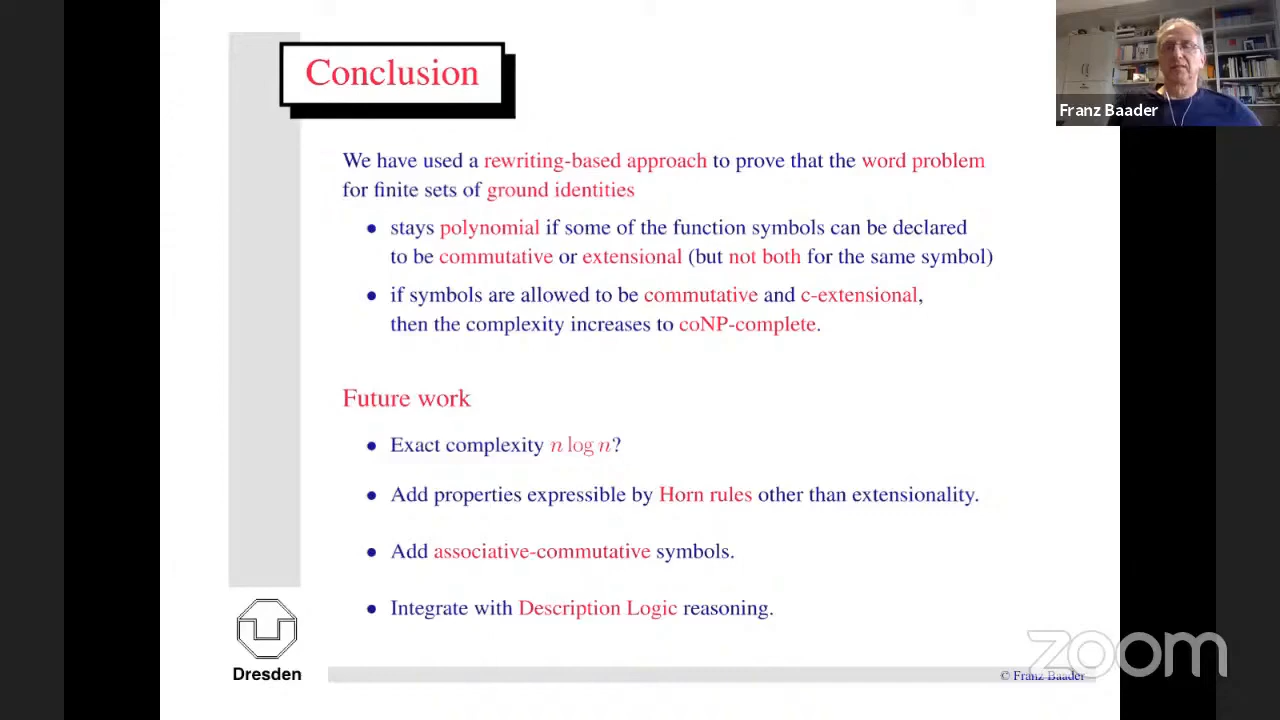 Conclusion
Franz Baader
We have used a rewriting-based approach to prove that the word problem
for finite sets of ground identities
• stays polynomial if some of the function symbols can be declared
to be commutative or extensional (but not both for the same symbol)
• if symbols are allowed to be commutative and c-extensional,
then the complexity increases to coNP-complete.
Future work
• Exact complexity n log n?
• Add properties expressible by Horn rules other than extensionality.
• Add associative-commutative symbols.
• Integrate with Description Logic reasoning.
zoom
Dresden
© Franz Baader